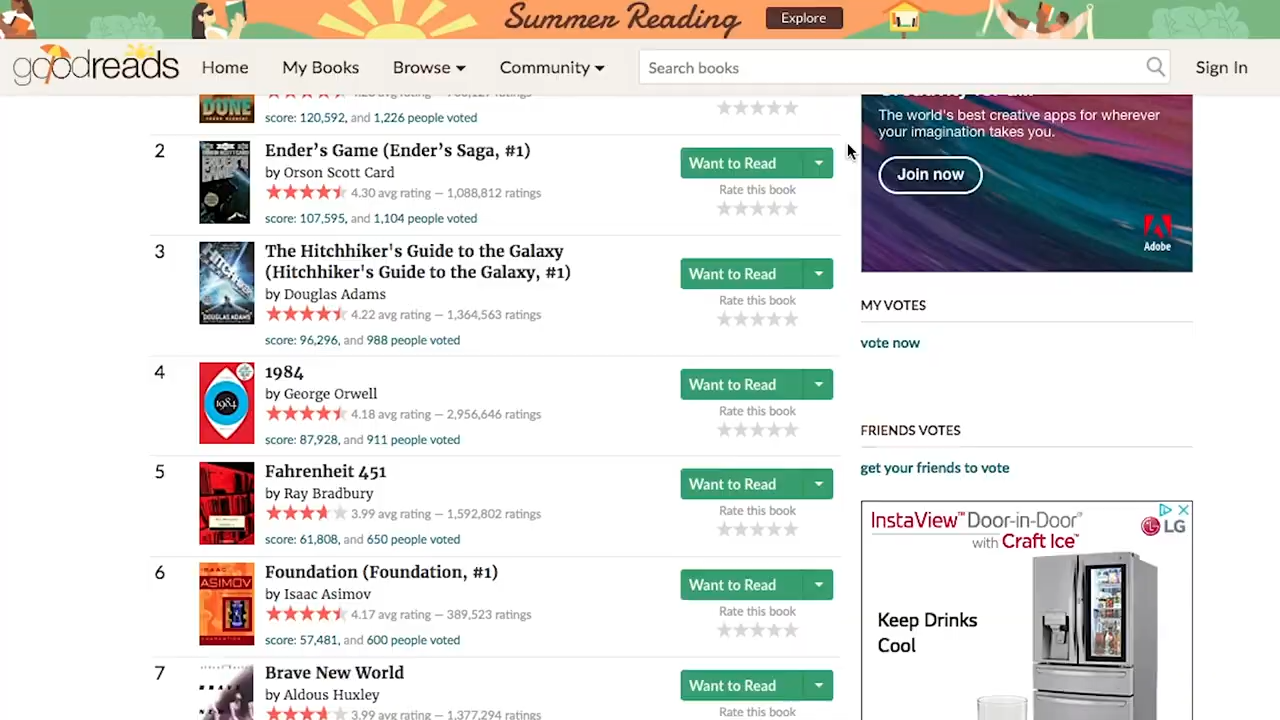 Summer Reading
Explore
goodreads
Home
My Books
Browse
Community
Search books
Sign In
DUNE
score: 120,592, and 1,226 people voted
2
Ender's Game (Ender's Saga, #1)
by Orson Scott Card
4.30 avg rating — 1,088,812 ratings
score: 107,595, and 1,104 people voted
Want to Read
Rate this book
3
The Hitchhiker's Guide to the Galaxy
(Hitchhiker's Guide to the Galaxy, #1)
by Douglas Adams
4.22 avg rating — 1,364,563 ratings
score: 96,296, and 988 people voted
Want to Read
Rate this book
DOUGLAS ADAMS
4
1984
by George Orwell
4.18 avg rating — 2,956,646 ratings
score: 87,928, and 911 people voted
Want to Read
Rate this book
1984
5
Fahrenheit 451
by Ray Bradbury
3.99 avg rating — 1,592,802 ratings
score: 61,808, and 650 people voted
Want to Read
Rate this book
6
Foundation (Foundation, #1)
by Isaac Asimov
4.17 avg rating — 389,523 ratings
score: 57,481, and 600 people voted
Want to Read
Rate this book
ISAAC
ASIMOV
7
Brave New World
by Aldous Huxley
3.99 avg rating — 1,377,294 ratings
Want to Read
Rate this book
BRAVE
NEW
The world's best creative apps for wherever
your imagination takes you.
Join now
Adobe
MY VOTES
vote now
FRIENDS VOTES
get your friends to vote
InstaView™ Door-in-Door®
with Craft Ice™
LG
Keep Drinks
Cool